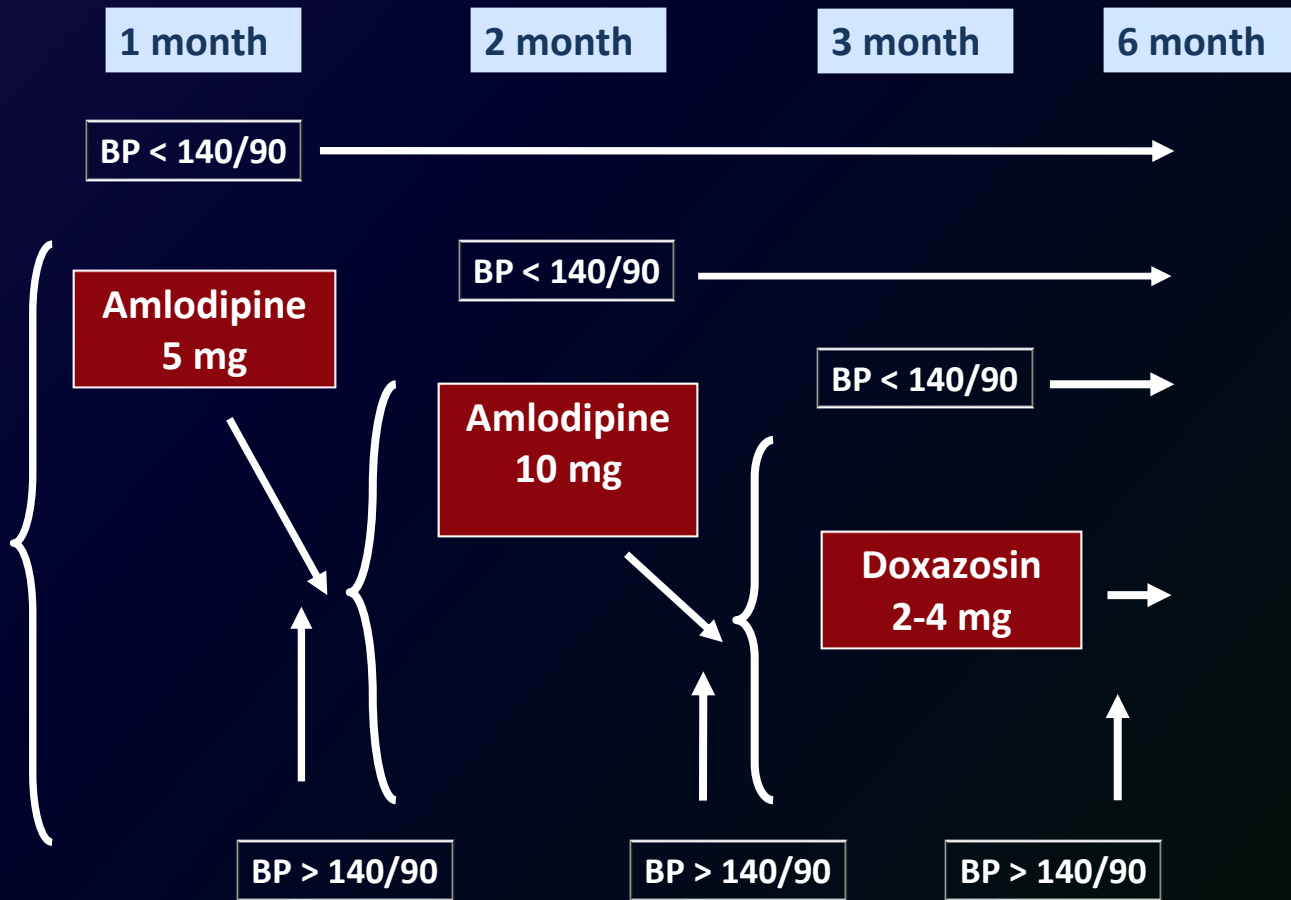 1 month
2 month
3 month
6 month
BP < 140/90
BP < 140/90
Amlodipine
5 mg
BP < 140/90
Amlodipine
10 mg
Doxazosin
2-4 mg
BP > 140/90
BP > 140/90
BP > 140/90